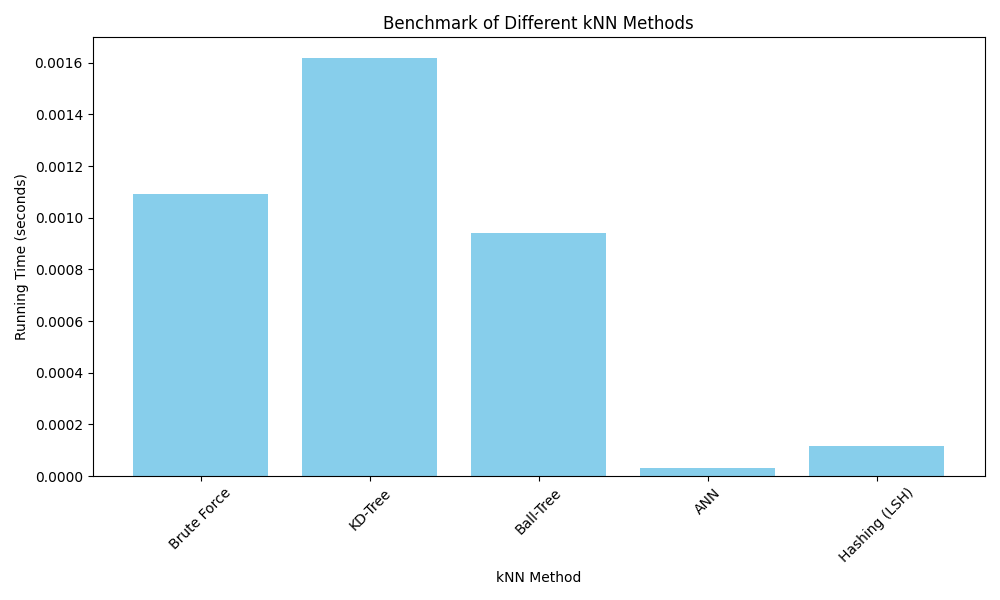 Benchmark of Different kNN Methods
Running Time (seconds)
0.0016
0.0014
0.0012
0.0010
0.0008
0.0006
0.0004
0.0002
0.0000
Brute Force
KD-Tree
Ball-Tree
ANN
Hashing (LSH)
kNN Method